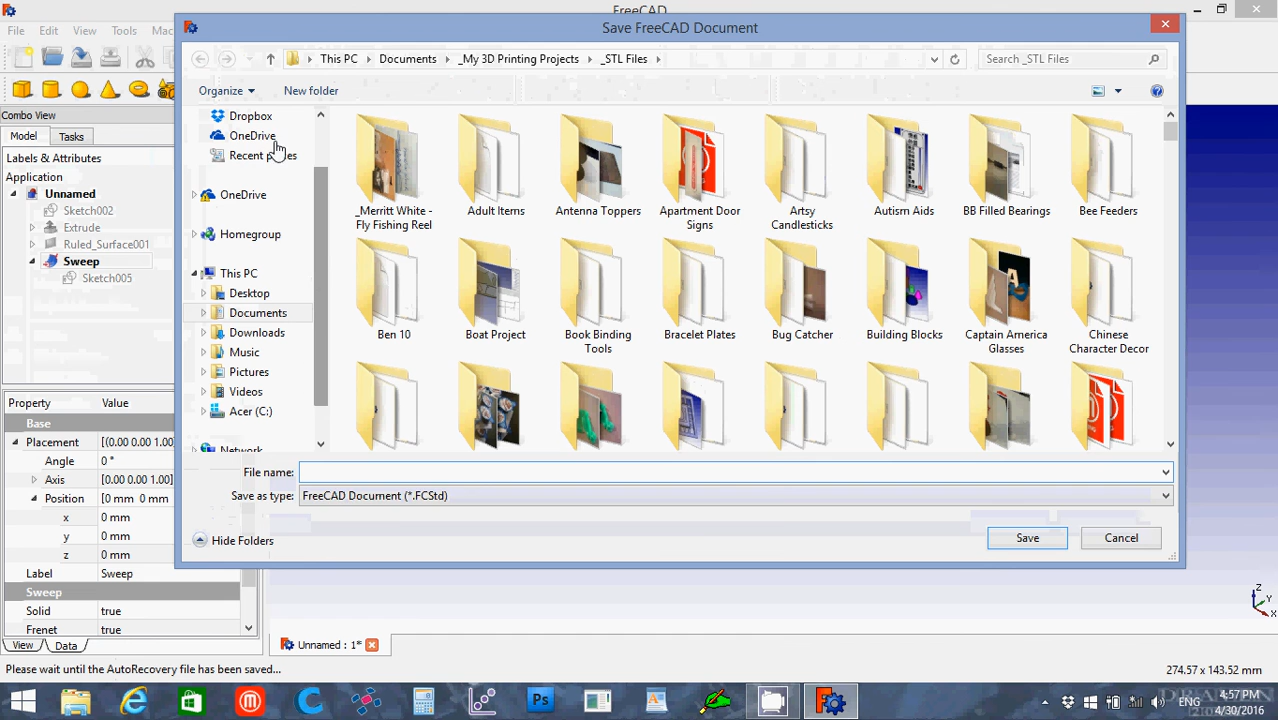 FreeCAD
File Edit View Tools
Save FreeCAD Document
This PC Documents _My 3D Printing Projects _STL Files
Search _STL Files
Organize New folder
Combo View
Model Tasks
Labels & Attributes
Application
Unnamed
Sketch002
Extrude
Ruled_Surface001
Sweep
Sketch005
Dropbox
OneDrive
OneDrive
Homegroup
This PC
Desktop
Documents
Downloads
Music
Pictures
Videos
Acer (C:)
Network
_Merritt White -
Fly Fishing Reel
Adult Items
Antenna Toppers
Apartment Door
Signs
Artsy
Candlesticks
Autism Aids
BB Filled Bearings
Bee Feeders
Ben 10
Boat Project
Book Binding
Tools
Bracelet Plates
Bug Catcher
Building Blocks
Captain America
Glasses
Chinese
Character Decor
File name:
Save as type: FreeCAD Document (*.FCStd)
Hide Folders
Save Cancel
Property Value
Base
Placement [(0.00 0.00 1.00)
Angle 0 °
Axis [0.00 0.00 1.00]
Position [0 mm 0 mm
x 0 mm
y 0 mm
z 0 mm
Label Sweep
Sweep
Solid true
Frenet true
View Data
Unnamed : 1*
Z
Y
X
Please wait until the AutoRecovery file has been saved...
274.57 x 143.52 mm
Ps
ENG
4:57 PM
4/30/2016